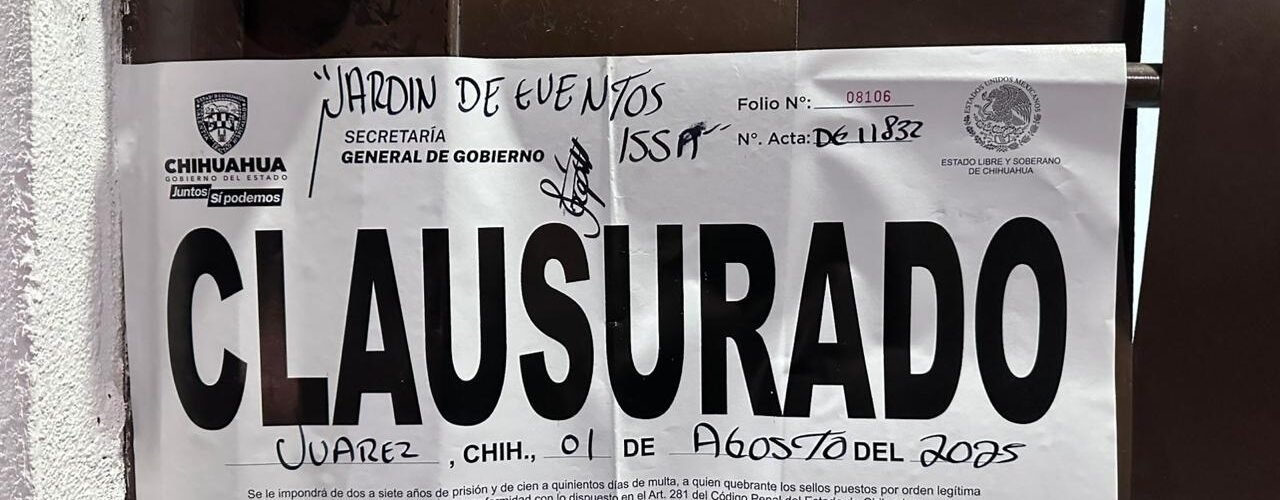 "JARDIN DE EVENTOS
ISSA"
CHIHUAHUA
GOBIERNO DEL ESTADO
Juntos Sí podemos
SECRETARÍA
GENERAL DE GOBIERNO
Folio N°: 08106
N°. Acta: DG 11832
ESTADOS UNIDOS MEXICANOS
ESTADO LIBRE Y SOBERANO
DE CHIHUAHUA
CLAUSURADO
JUAREZ, CHIH., 01 DE AGOSTO DEL 2025
Se le impondrá de dos a siete años de prisión y de cien a quinientos días de multa, a quien quebrante los sellos puestos por orden legítima
con lo dispuesto en el Art. 281 del Código Penal del Estado de